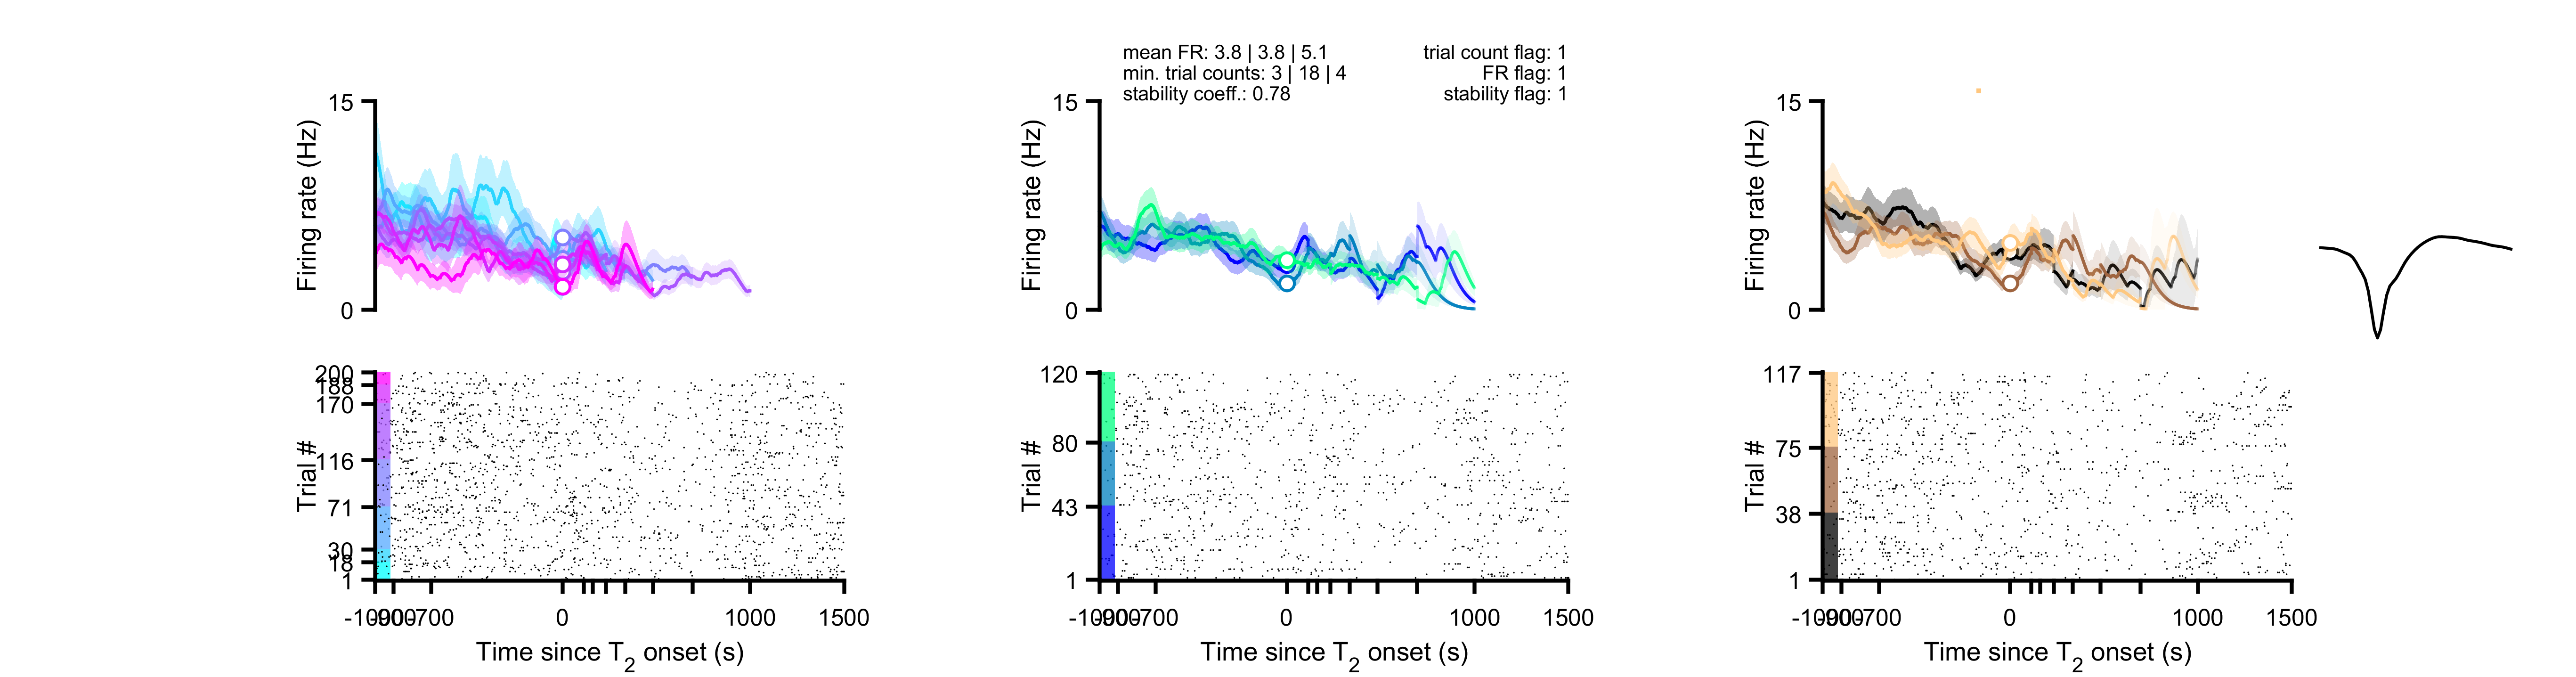 mean FR: 3.8 | 3.8 | 5.1
min. trial counts: 3 | 18 | 4
stability coeff.: 0.78
trial count flag: 1
FR flag: 1
stability flag: 1
15
Firing rate (Hz)
0
15
Firing rate (Hz)
0
15
Firing rate (Hz)
0
200
188
170
116
71
30
18
1
Trial #
0
1000
1500
Time since T2 onset (s)
120
80
43
1
Trial #
0
1000
1500
Time since T2 onset (s)
117
75
38
1
Trial #
0
1000
1500
Time since T2 onset (s)